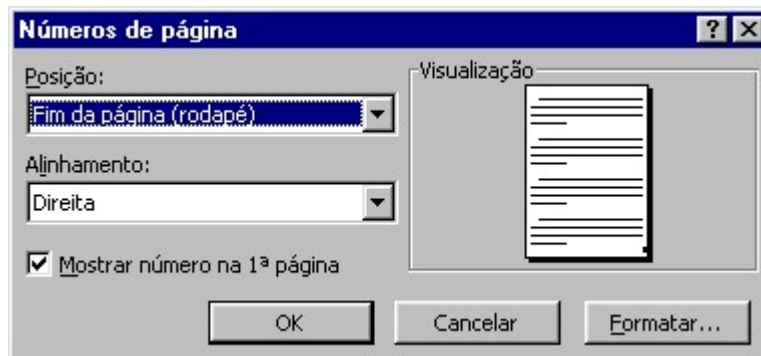 Números de página
Posição:
Fim da página (rodapé)
Alinhamento:
Direita
Mostrar número na 1ª página
Visualização
OK
Cancelar
Formatar...